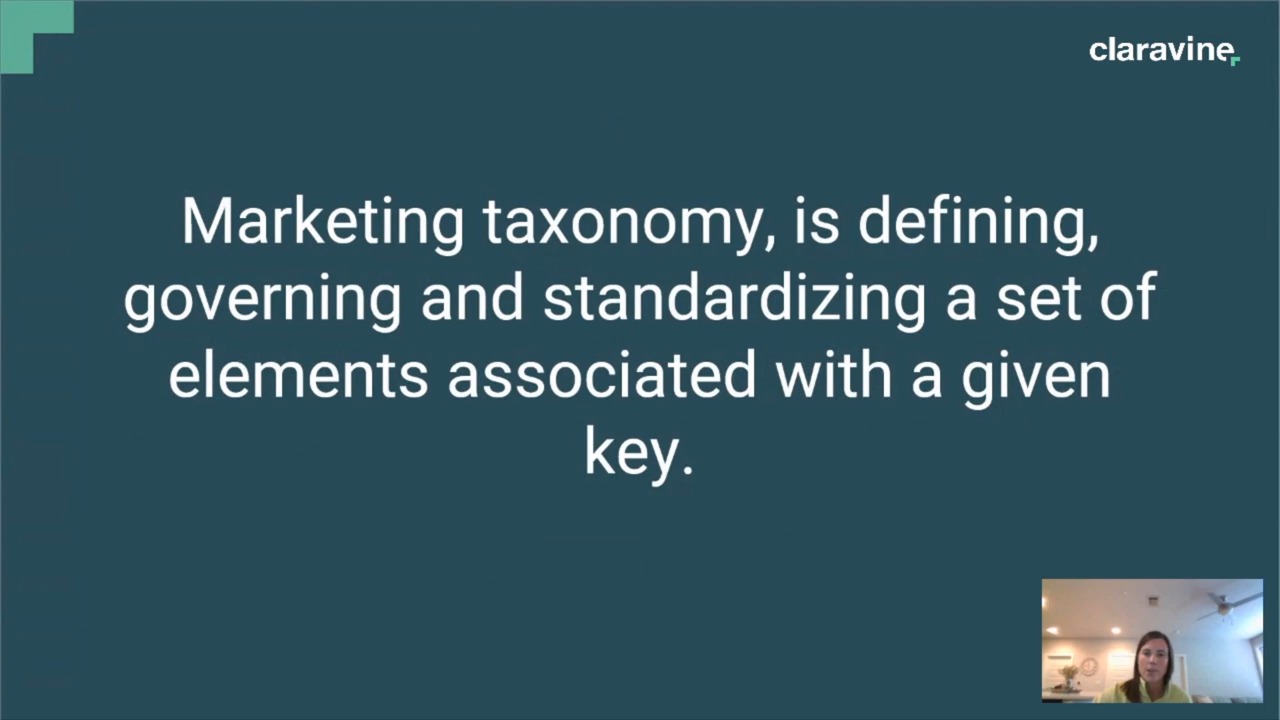 claravine
Marketing taxonomy, is defining,
governing and standardizing a set of
elements associated with a given
key.